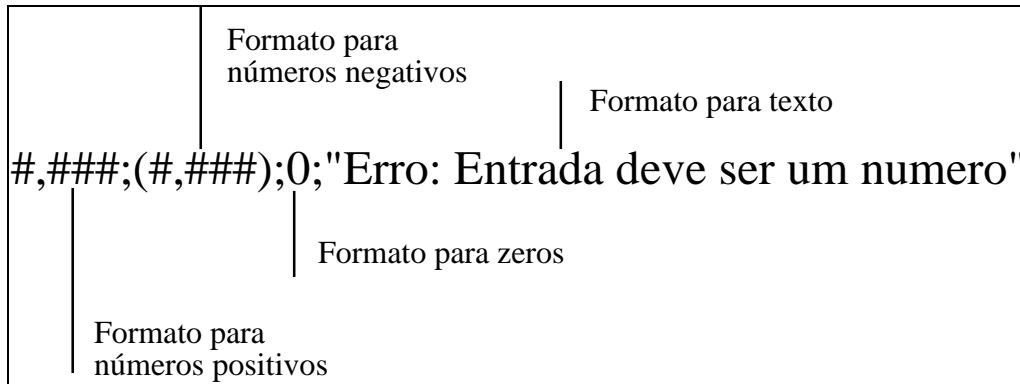 Formato para
números negativos
Formato para texto
#,###;(#,###);0;"Erro: Entrada deve ser um numero"
Formato para zeros
Formato para
números positivos